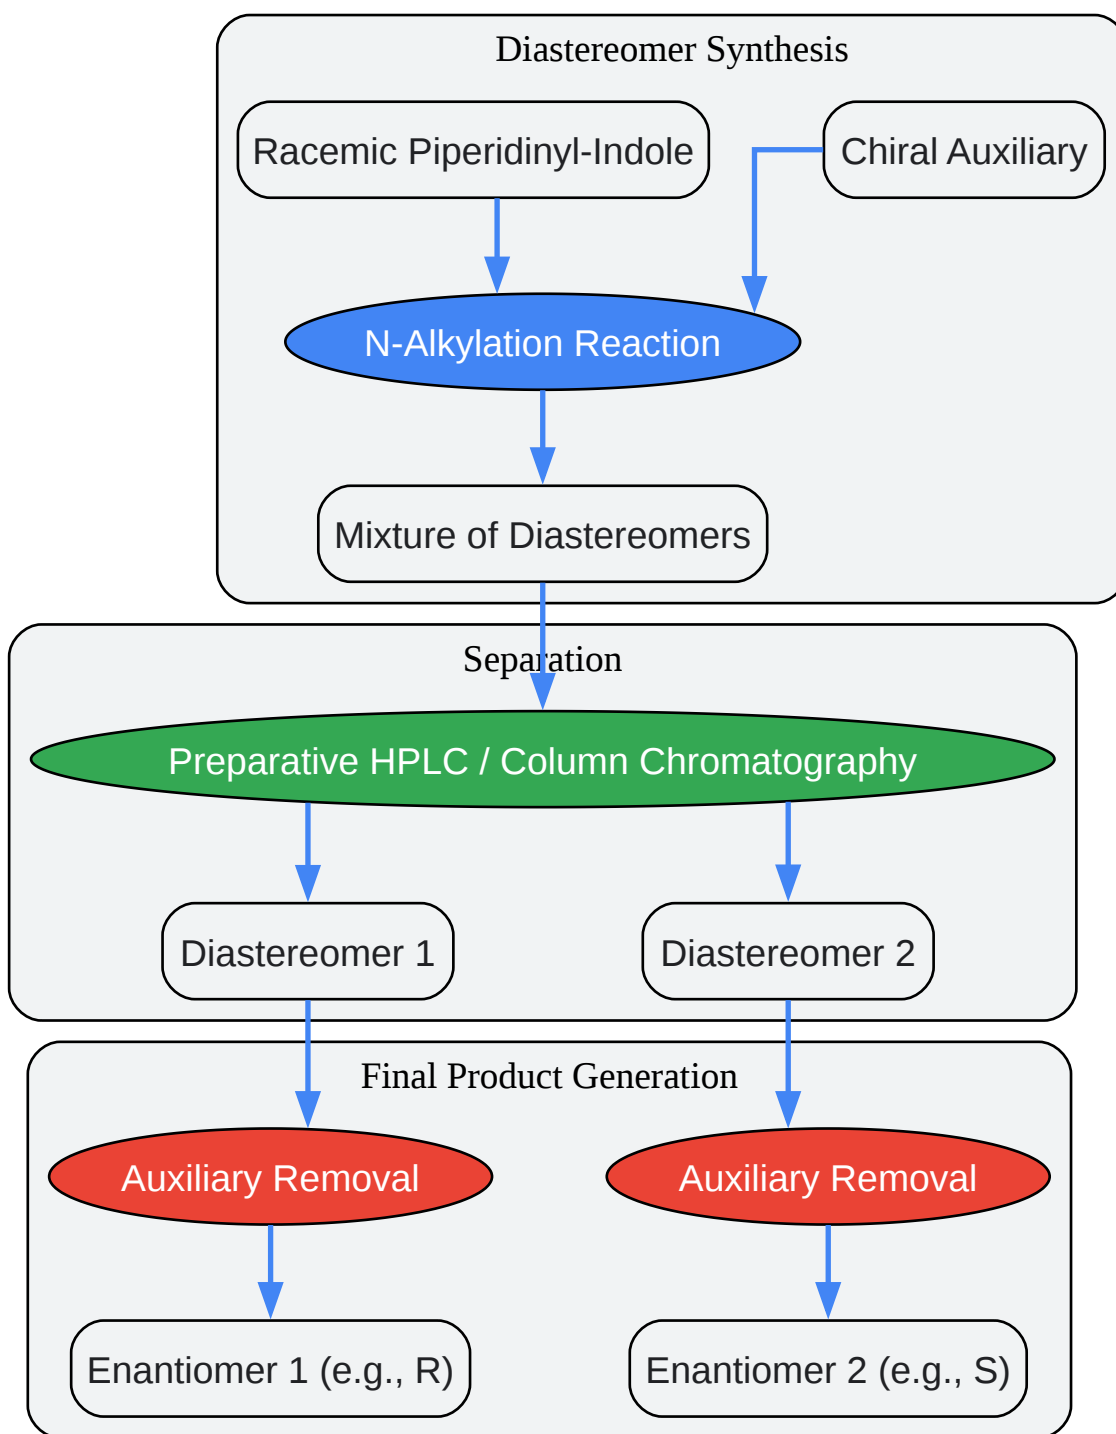 Diastereomer Synthesis
Racemic Piperidinyl-Indole
Chiral Auxiliary
N-Alkylation Reaction
Mixture of Diastereomers
Separation
Preparative HPLC / Column Chromatography
Diastereomer 1
Diastereomer 2
Final Product Generation
Auxiliary Removal
Auxiliary Removal
Enantiomer 1 (e.g., R)
Enantiomer 2 (e.g., S)